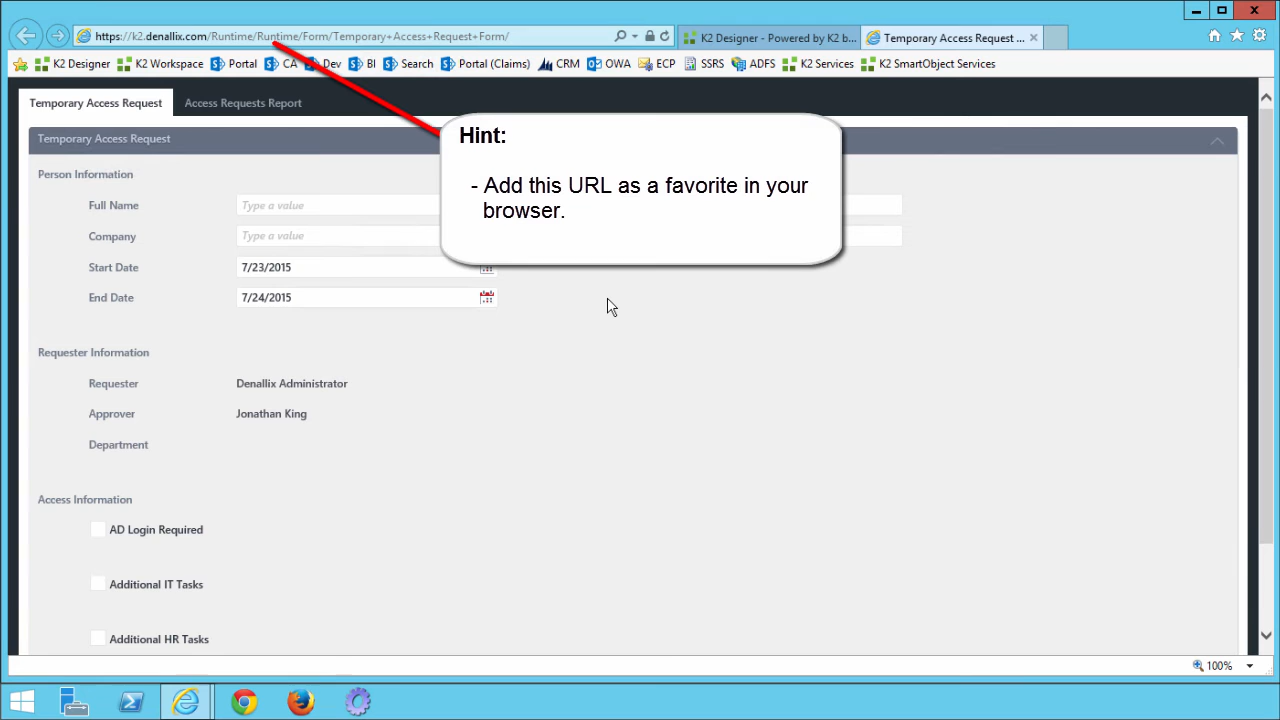 https://k2.denallix.com/Runtime/Runtime/Form/Temporary+Access+Request+Form/
K2 Designer - Powered by K2 b...
Temporary Access Request ...
K2 Designer K2 Workspace Portal CA Dev BI Search Portal (Claims) CRM OWA ECP SSRS ADFS K2 Services K2 SmartObject Services
Temporary Access Request Access Requests Report
Temporary Access Request
Hint:
- Add this URL as a favorite in your
browser.
Person Information
Full Name Type a value
Company Type a value
Start Date 7/23/2015
End Date 7/24/2015
Requester Information
Requester Denallix Administrator
Approver Jonathan King
Department
Access Information
AD Login Required
Additional IT Tasks
Additional HR Tasks
100%